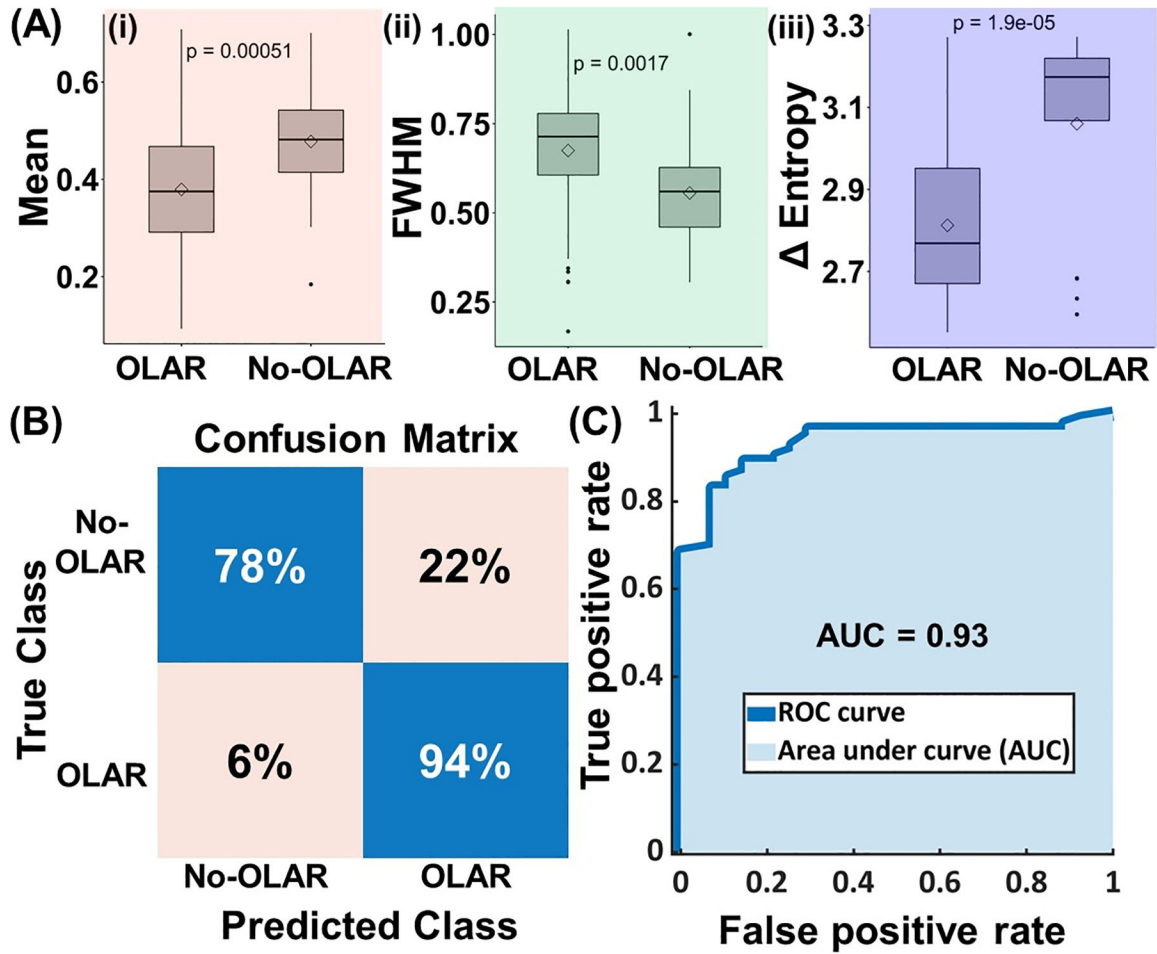 (A)
(i)
p = 0.00051
Mean
0.6
0.4
0.2
OLAR No-OLAR
(ii)
p = 0.0017
FWHM
1.00
0.75
0.50
0.25
OLAR No-OLAR
(iii)
p = 1.9e-05
Δ Entropy
3.3
3.1
2.9
2.7
OLAR No-OLAR
(B)
Confusion Matrix
True Class
No-
OLAR
78% 22%
OLAR
6% 94%
No-OLAR OLAR
Predicted Class
(C)
True positive rate
1
0.8
0.6
0.4
0.2
0
AUC = 0.93
ROC curve
Area under curve (AUC)
0 0.2 0.4 0.6 0.8 1
False positive rate